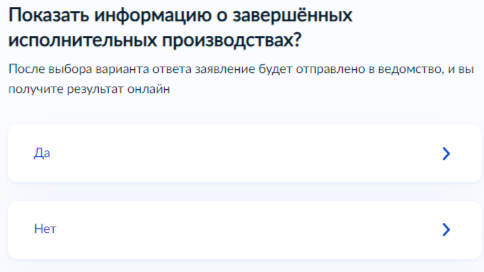 Показать информацию о завершённых
исполнительных производствах?
После выбора варианта ответа заявление будет отправлено в ведомство, и вы
получите результат онлайн
Да
Нет